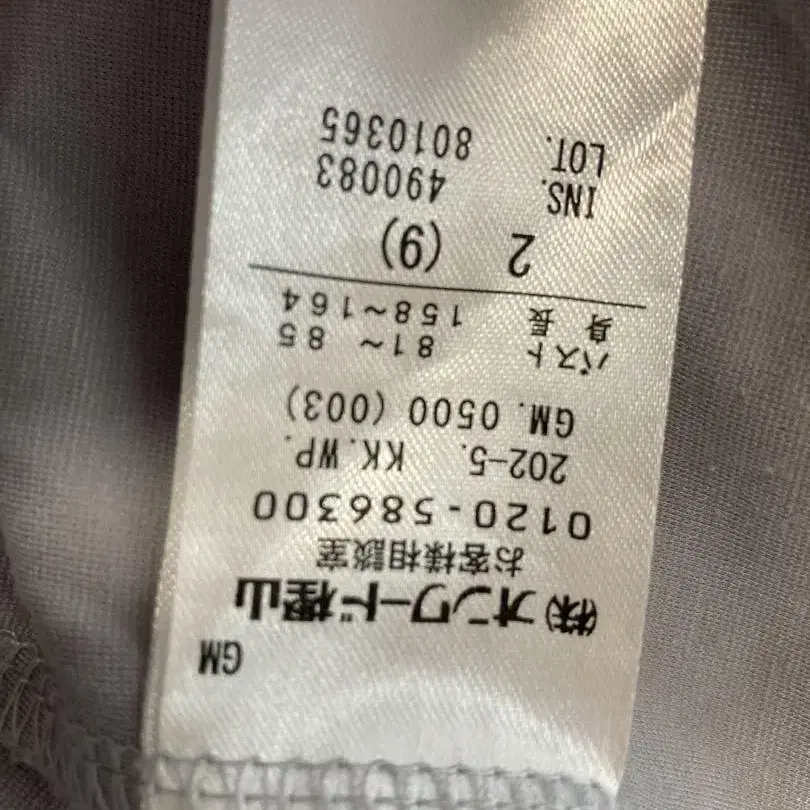 GM
㈱オンワード樫山
お客様相談室
0120-586300
202-5. KK.WP.
GM. 0500 (003)
バスト 81~ 85
身 長 158~164
2 (9)
INS. 490083
LOT. 8010365